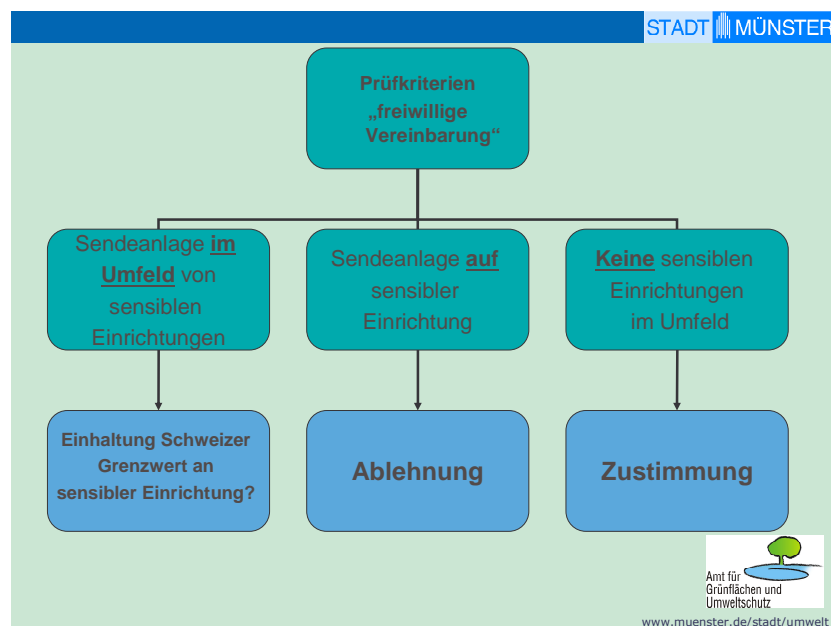 STADT MÜNSTER
Prüfkriterien
„freiwillige
Vereinbarung“
Sendeanlage im
Umfeld von
sensiblen
Einrichtungen
Sendeanlage auf
sensibler
Einrichtung
Keine sensiblen
Einrichtungen
im Umfeld
Einhaltung Schweizer
Grenzwert an
sensibler Einrichtung?
Ablehnung
Zustimmung
Amt für
Grünflächen und
Umweltschutz
www.muenster.de/stadt/umwelt